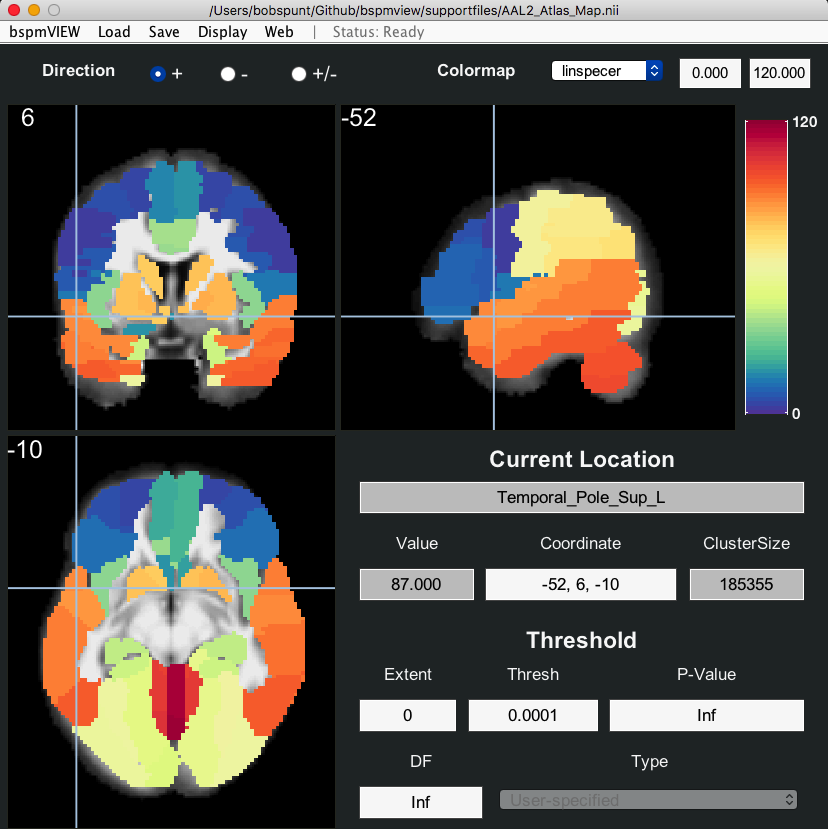 /Users/bobspunt/Github/bspmview/supportfiles/AAL2_Atlas_Map.nii
bspmVIEW Load Save Display Web | Status: Ready
Direction + - +/- Colormap linspecer 0.000 120.000
6
-52
120
0
-10
Current Location
Temporal_Pole_Sup_L
Value Coordinate ClusterSize
87.000 -52, 6, -10 185355
Threshold
Extent Thresh P-Value
0 0.0001 Inf
DF Type
Inf User-specified